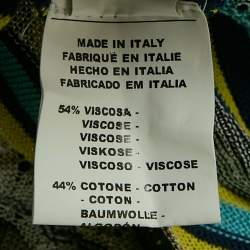 MADE IN ITALY
FABRIQUÉ EN ITALIE
HECHO EN ITALIA
FABRICADO EM ITALIA
54% VISCOSA -
VISCOSE -
VISCOSE -
VISKOSE -
VISCOSO - VISCOSE
44% COTONE - COTTON
- COTON -
BAUMWOLLE -
ALGODÓN -